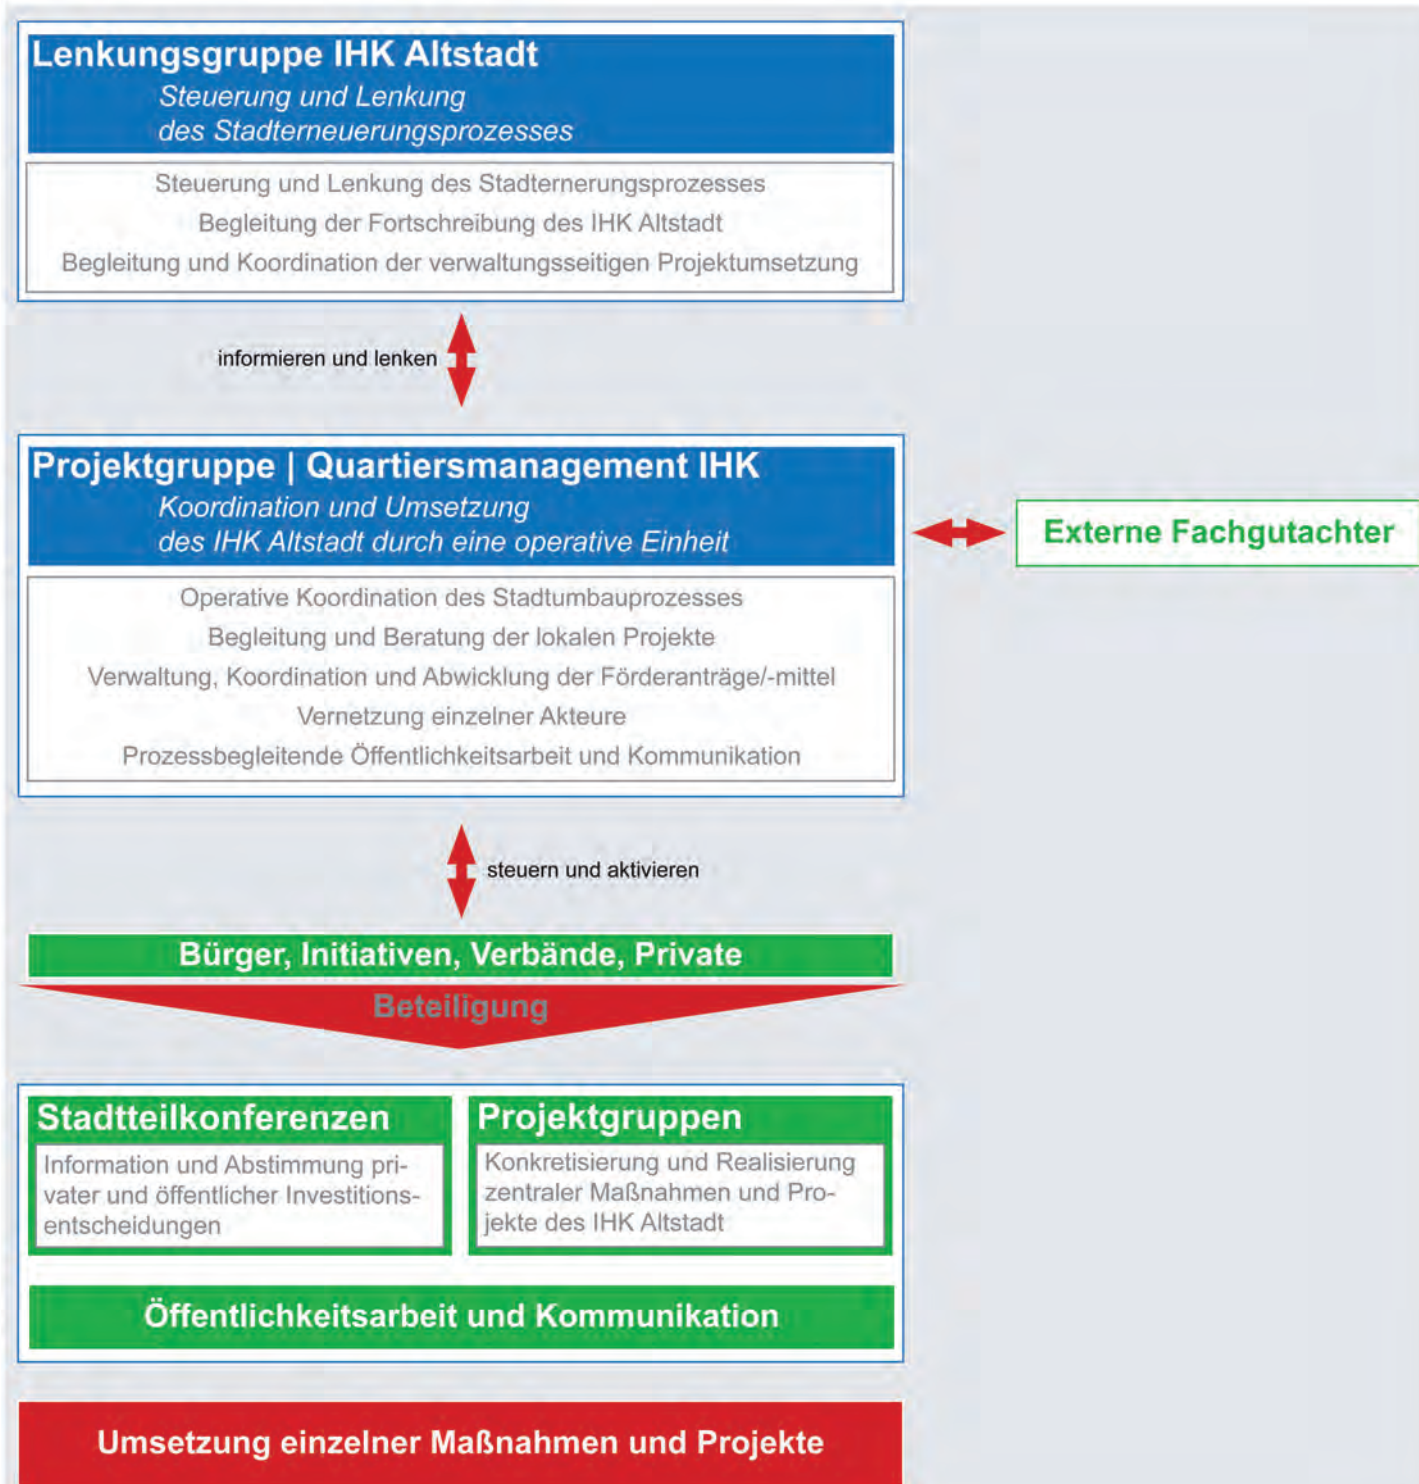 Lenkungsgruppe IHK Altstadt
Steuerung und Lenkung
des Stadterneuerungsprozesses
Steuerung und Lenkung des Stadternerungsprozesses
Begleitung der Fortschreibung des IHK Altstadt
Begleitung und Koordination der verwaltungsseitigen Projektumsetzung
informieren und lenken
Projektgruppe | Quartiersmanagement IHK
Koordination und Umsetzung
des IHK Altstadt durch eine operative Einheit
Externe Fachgutachter
Operative Koordination des Stadtumbauprozesses
Begleitung und Beratung der lokalen Projekte
Verwaltung, Koordination und Abwicklung der Förderanträge/-mittel
Vernetzung einzelner Akteure
Prozessbegleitende Öffentlichkeitsarbeit und Kommunikation
steuern und aktivieren
Bürger, Initiativen, Verbände, Private
Beteiligung
Stadtteilkonferenzen
Information und Abstimmung pri-
vater und öffentlicher Investitions-
entscheidungen
Projektgruppen
Konkretisierung und Realisierung
zentraler Maßnahmen und Pro-
jekte des IHK Altstadt
Öffentlichkeitsarbeit und Kommunikation
Umsetzung einzelner Maßnahmen und Projekte